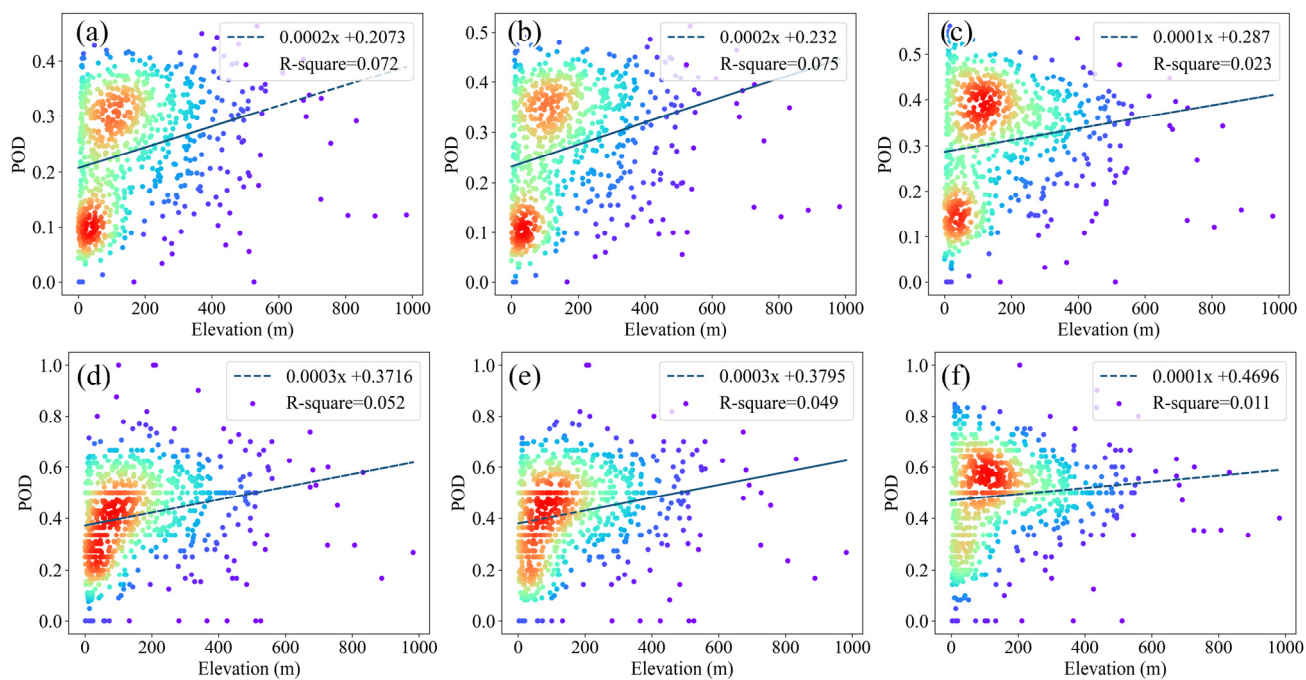 (a)
0.0002x +0.2073
R-square=0.072
POD
0.4
0.3
0.2
0.1
0.0
0 200 400 600 800 1000
Elevation (m)
(b)
0.0002x +0.232
R-square=0.075
POD
0.5
0.4
0.3
0.2
0.1
0.0
0 200 400 600 800 1000
Elevation (m)
(c)
0.0001x +0.287
R-square=0.023
POD
0.5
0.4
0.3
0.2
0.1
0.0
0 200 400 600 800 1000
Elevation (m)
(d)
0.0003x +0.3716
R-square=0.052
POD
1.0
0.8
0.6
0.4
0.2
0.0
0 200 400 600 800 1000
Elevation (m)
(e)
0.0003x +0.3795
R-square=0.049
POD
1.0
0.8
0.6
0.4
0.2
0.0
0 200 400 600 800 1000
Elevation (m)
(f)
0.0001x +0.4696
R-square=0.011
POD
1.0
0.8
0.6
0.4
0.2
0.0
0 200 400 600 800 1000
Elevation (m)